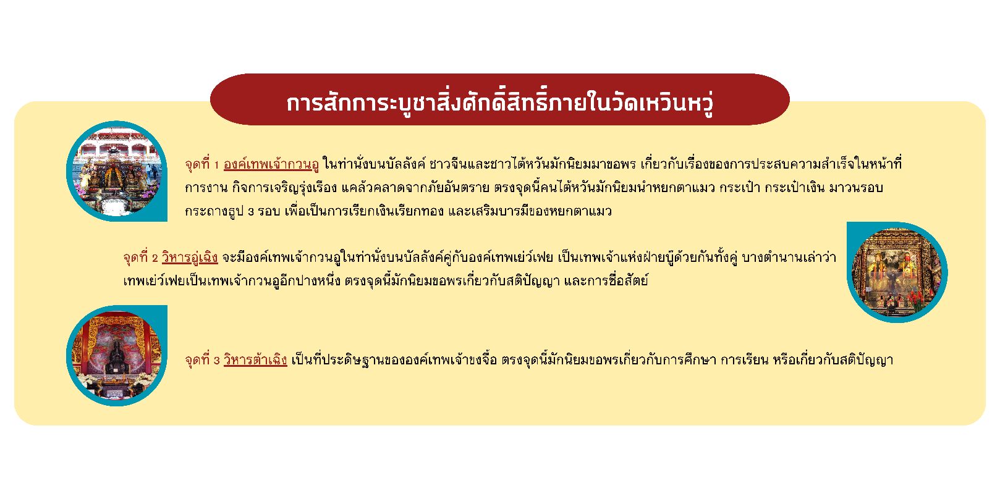 การสักการะบูชาสิ่งศักดิ์สิทธิ์ภายในวัดเหวินหวู่
จุดที่ 1 องค์เทพเจ้ากวนอู ในท่านั่งบนบัลลังค์ ชาวจีนและชาวไต้หวันมักนิยมมาขอพร เกี่ยวกับเรื่องของการประสบความสำเร็จในหน้าที่
การงาน กิจการเจริญรุ่งเรือง แคล้วคลาดจากภัยอันตราย ตรงจุดนี้คนไต้หวันมักนิยมนำหยกตาแมว กระเป๋า กระเป๋าเงิน มาวนรอบ
กระถางธูป 3 รอบ เพื่อเป็นการเรียกเงินเรียกทอง และเสริมบารมีของหยกตาแมว
จุดที่ 2 วิหารอู่เฉิง จะมีองค์เทพเจ้ากวนอูในท่านั่งบนบัลลังค์คู่กับองค์เทพเย่ว์เฟย เป็นเทพเจ้าแห่งฝ่ายบู๊ด้วยกันทั้งคู่ บางตำนานเล่าว่า
เทพเย่ว์เฟยเป็นเทพเจ้ากวนอูอีกปางหนึ่ง ตรงจุดนี้มักนิยมขอพรเกี่ยวกับสติปัญญา และการซื่อสัตย์
จุดที่ 3 วิหารต้าเฉิง เป็นที่ประดิษฐานขององค์เทพเจ้าขงจื้อ ตรงจุดนี้มักนิยมขอพรเกี่ยวกับการศึกษา การเรียน หรือเกี่ยวกับสติปัญญา